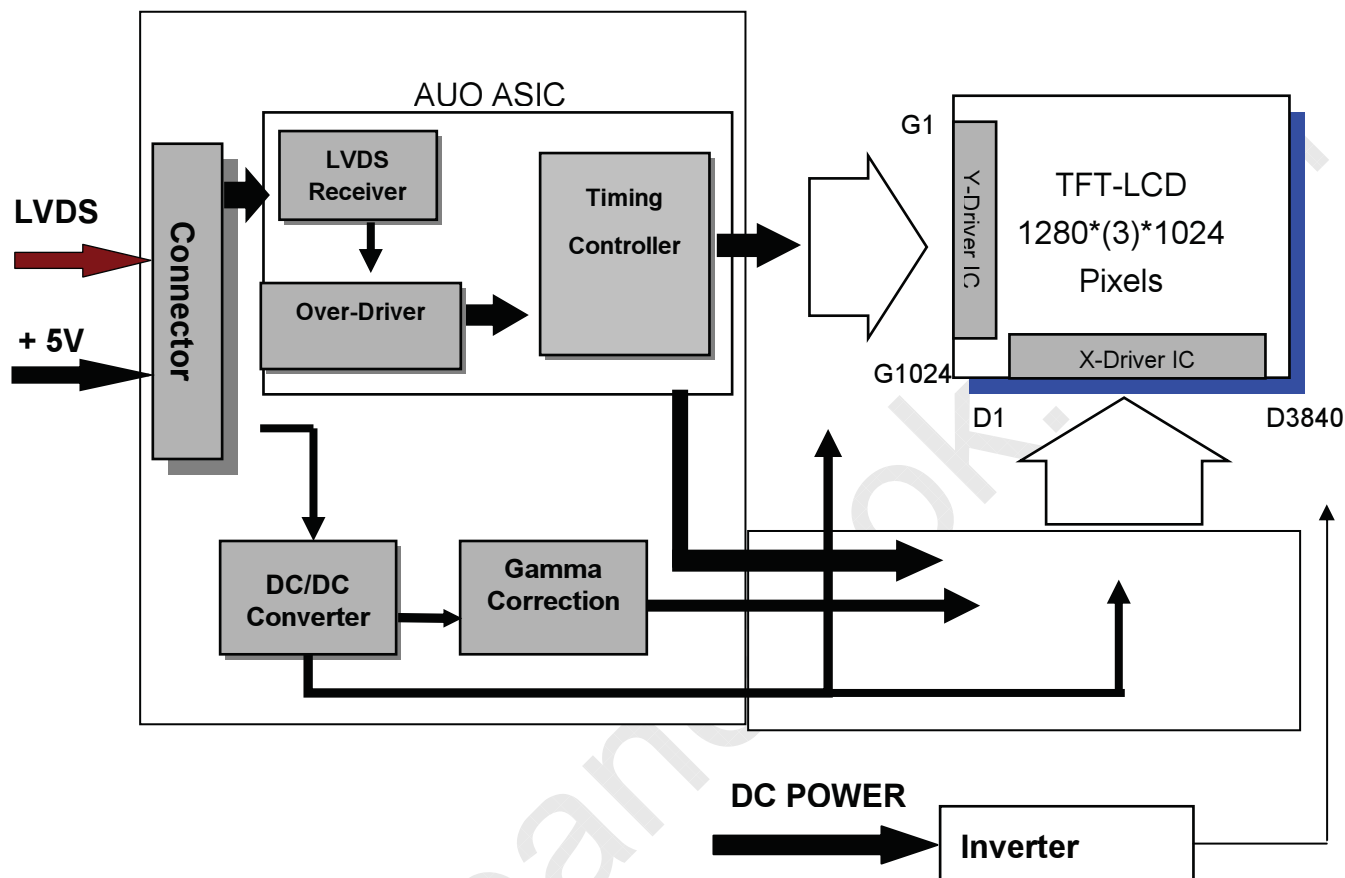 AUO ASIC
LVDS
+ 5V
Connector
LVDS
Receiver
Over-Driver
Timing
Controller
DC/DC
Converter
Gamma
Correction
G1
G1024
Y-Driver IC
TFT-LCD
1280*(3)*1024
Pixels
X-Driver IC
D1
D3840
DC POWER
Inverter